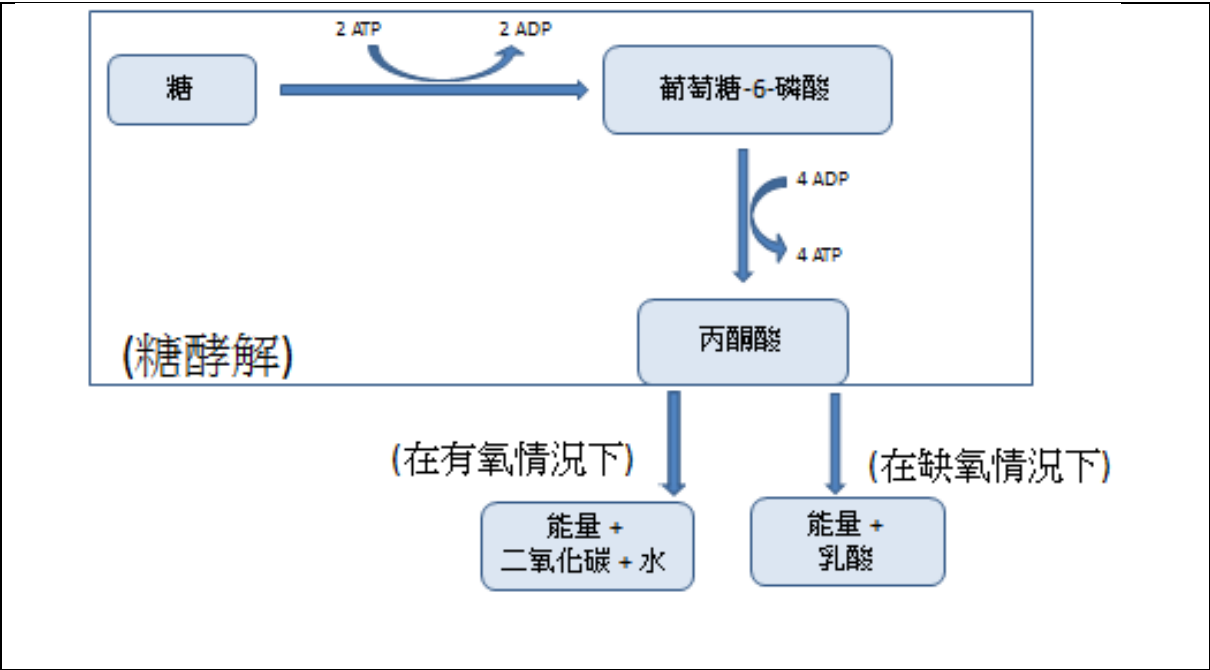 2 ATP
2 ADP
糖
葡萄糖-6-磷酸
4 ADP
4 ATP
丙酮酸
(糖酵解)
(在有氧情況下)
(在缺氧情況下)
能量 +
二氧化碳 + 水
能量 +
乳酸